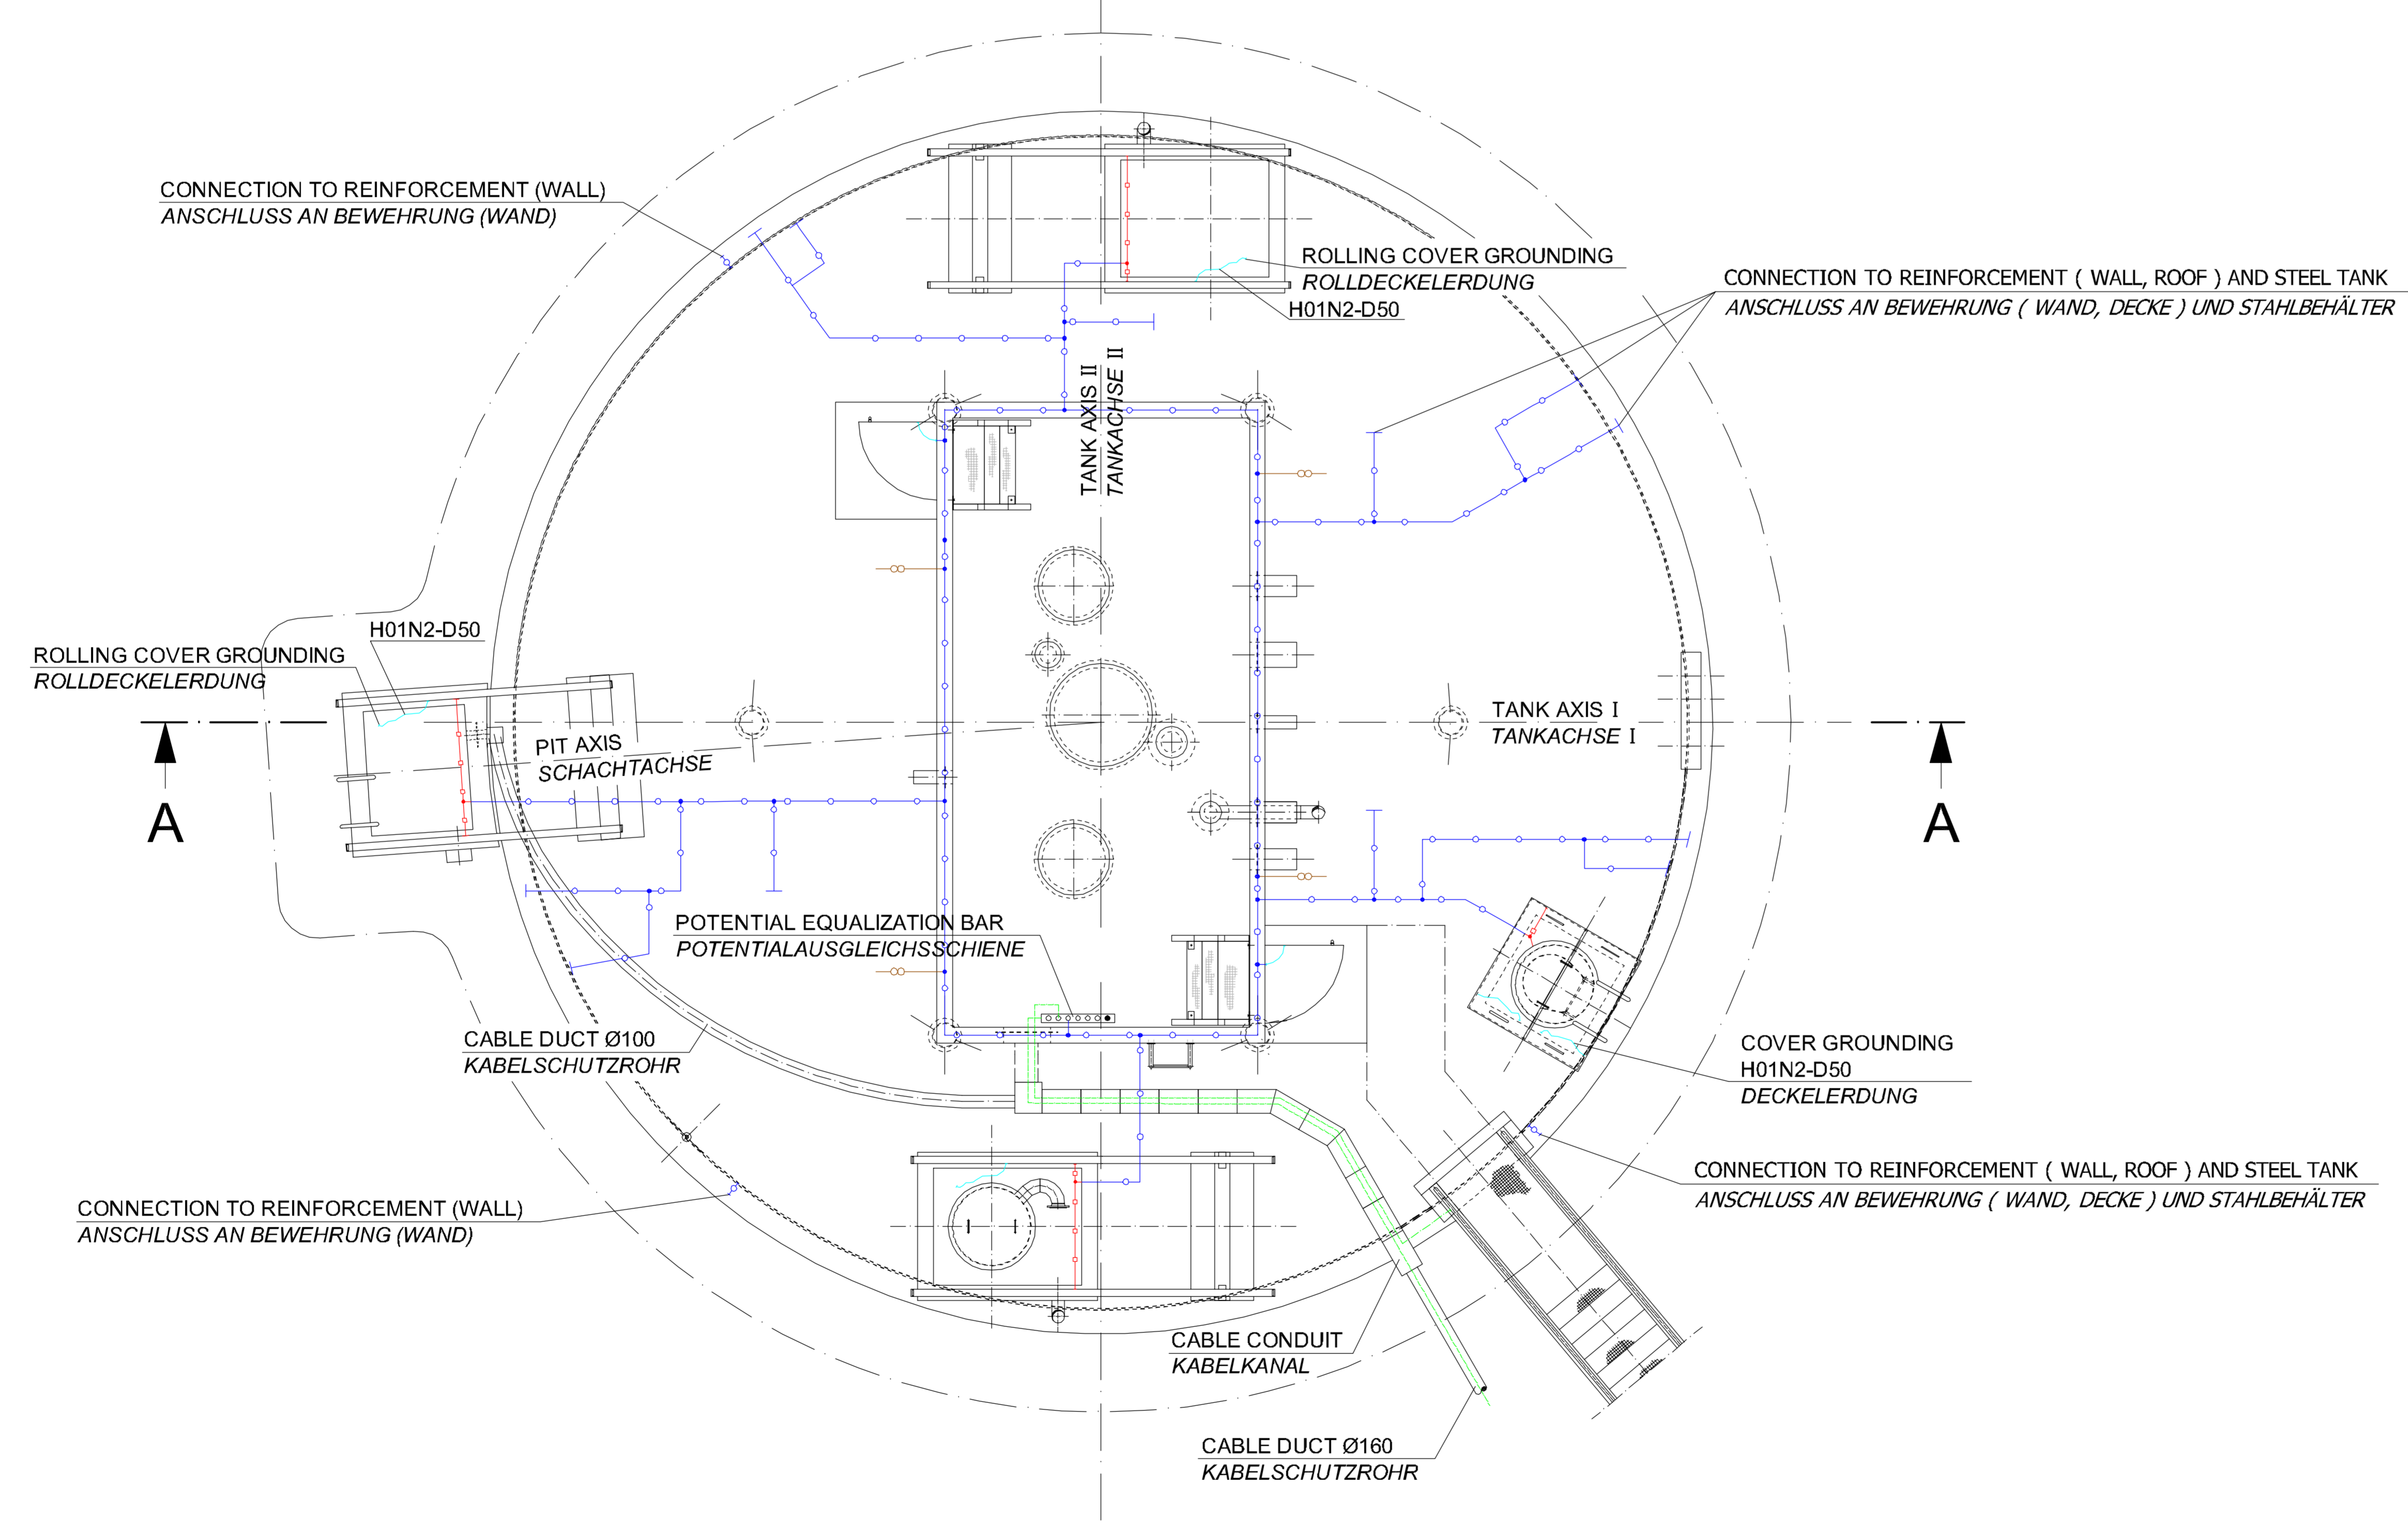 CONNECTION TO REINFORCEMENT (WALL)
ANSCHLUSS AN BEWEHRUNG (WAND)
ROLLING COVER GROUNDING
ROLLDECKELERDUNG
H01N2-D50
CONNECTION TO REINFORCEMENT ( WALL, ROOF ) AND STEEL TANK
ANSCHLUSS AN BEWEHRUNG ( WAND, DECKE ) UND STAHLBEHÄLTER
TANK AXIS II
TANKACHSE II
H01N2-D50
ROLLING COVER GROUNDING
ROLLDECKELERDUNG
PIT AXIS
SCHACHTACHSE
TANK AXIS I
TANKACHSE I
A
A
POTENTIAL EQUALIZATION BAR
POTENTIALAUSGLEICHSSCHIENE
CABLE DUCT Ø100
KABELSCHUTZROHR
COVER GROUNDING
H01N2-D50
DECKELERDUNG
CONNECTION TO REINFORCEMENT ( WALL, ROOF ) AND STEEL TANK
ANSCHLUSS AN BEWEHRUNG ( WAND, DECKE ) UND STAHLBEHÄLTER
CONNECTION TO REINFORCEMENT (WALL)
ANSCHLUSS AN BEWEHRUNG (WAND)
CABLE CONDUIT
KABELKANAL
CABLE DUCT Ø160
KABELSCHUTZROHR